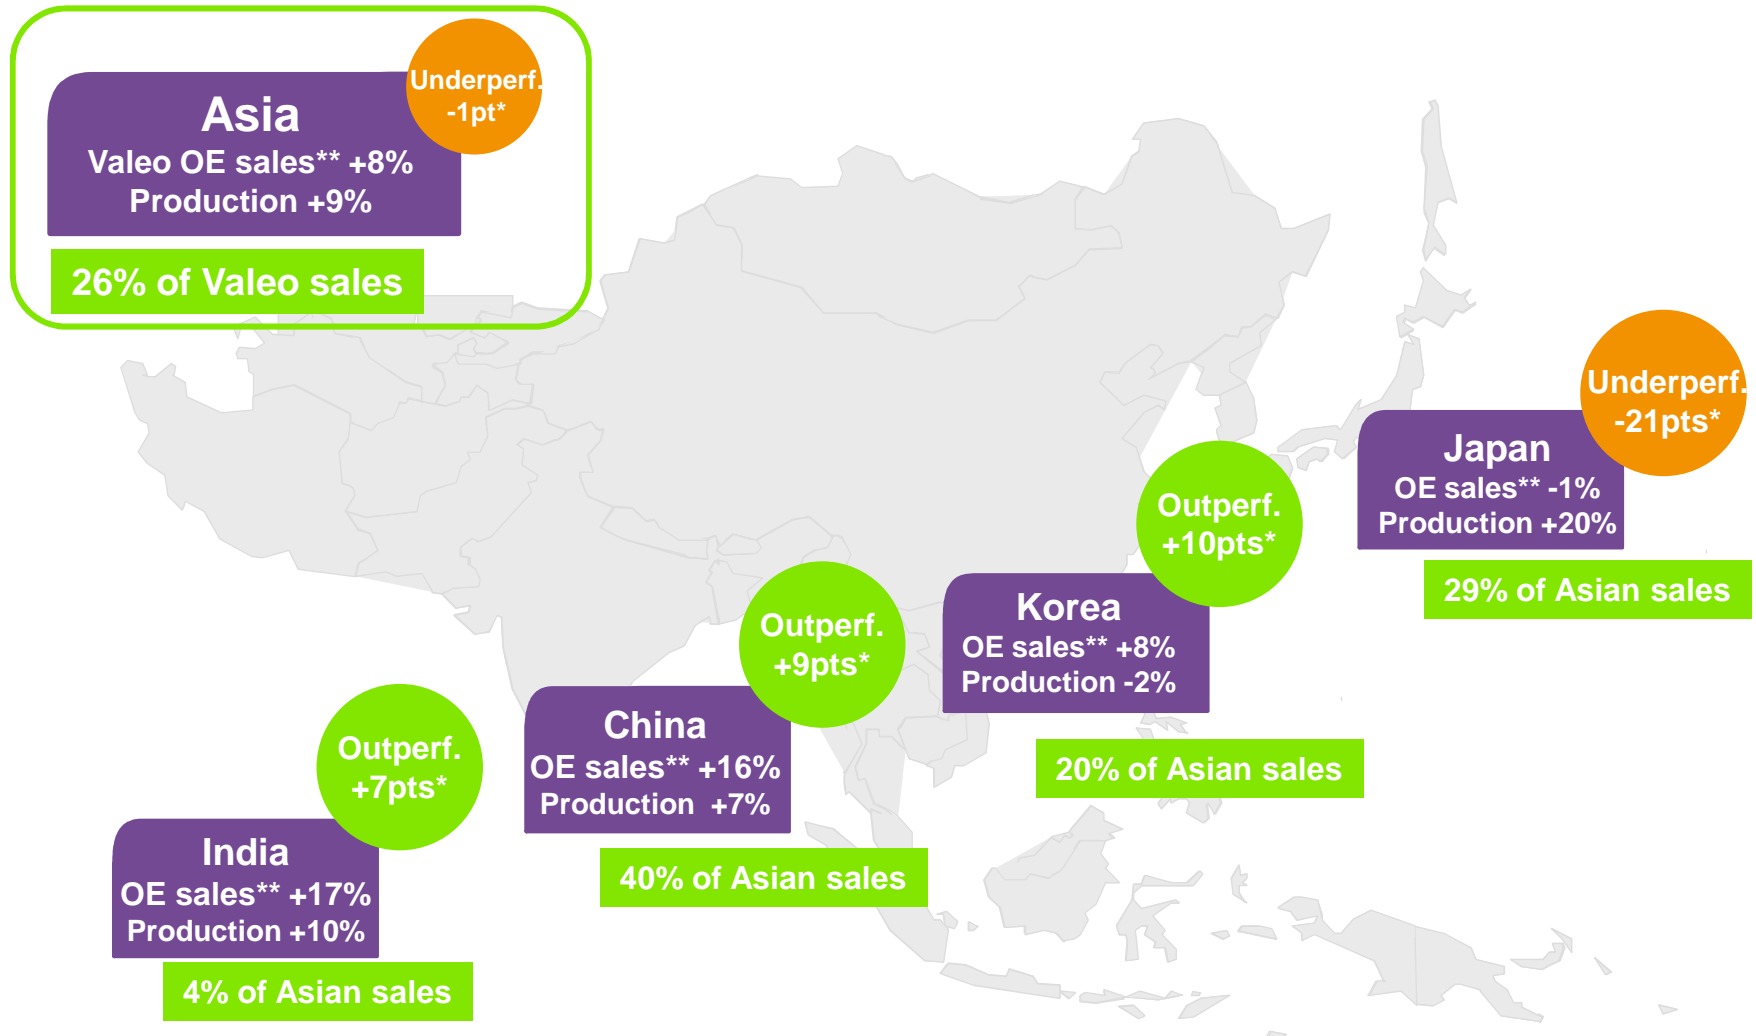 Underperf.
-1pt*
Asia
Valeo OE sales** +8%
Production +9%
26% of Valeo sales
Underperf.
-21pts*
Japan
OE sales** -1%
Production +20%
29% of Asian sales
Outperf.
+10pts*
Korea
OE sales** +8%
Production -2%
20% of Asian sales
Outperf.
+9pts*
China
OE sales** +16%
Production +7%
40% of Asian sales
Outperf.
+7pts*
India
OE sales** +17%
Production +10%
4% of Asian sales